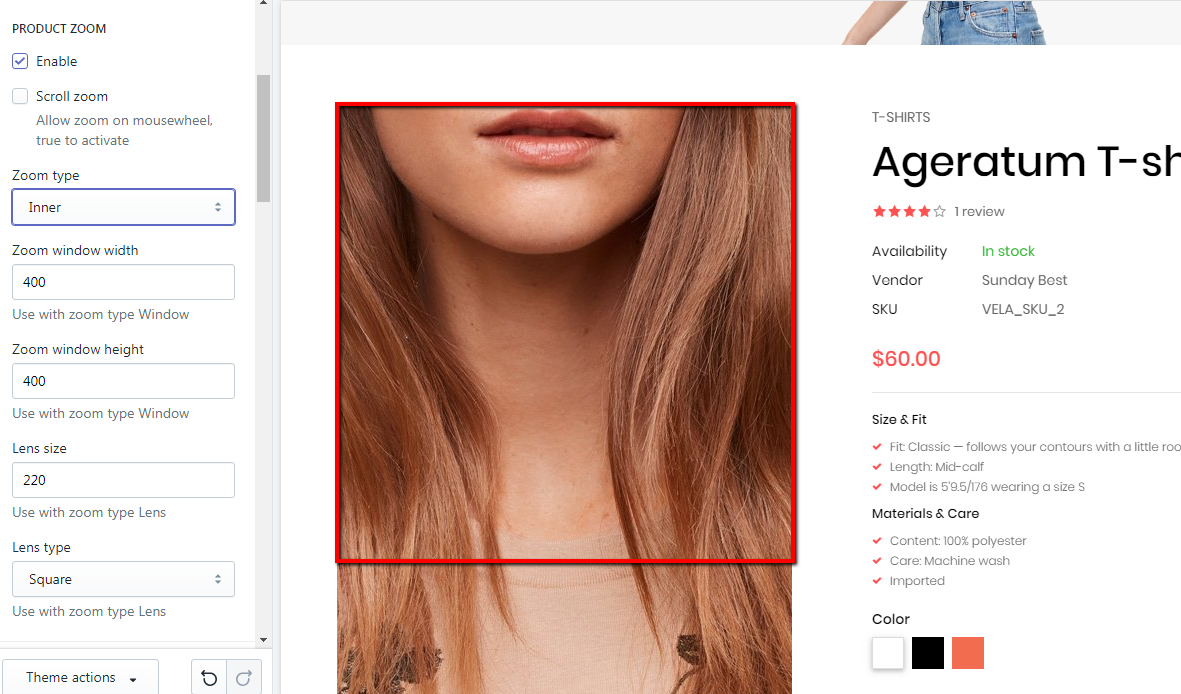 PRODUCT ZOOM
Enable
Scroll zoom
Allow zoom on mousewheel,
true to activate
Zoom type
Inner
Zoom window width
400
Use with zoom type Window
Zoom window height
400
Use with zoom type Window
Lens size
220
Use with zoom type Lens
Lens type
Square
Use with zoom type Lens
Theme actions
T-SHIRTS
Ageratum T-sh
1 review
Availability In stock
Vendor Sunday Best
SKU VELA_SKU_2
$60.00
Size & Fit
Fit: Classic — follows your contours with a little roo
Length: Mid-calf
Model is 5'9.5/176 wearing a size S
Materials & Care
Content: 100% polyester
Care: Machine wash
Imported
Color